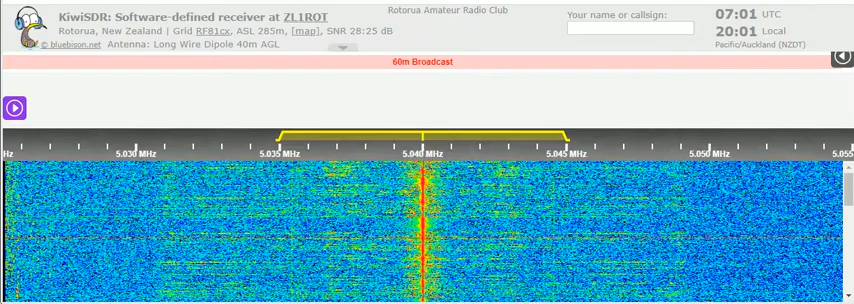 Rotorua Amateur Radio Club
KiwiSDR: Software-defined receiver at ZL1ROT
Rotorua, New Zealand | Grid RF81cx, ASL 285m, [map], SNR 28:25 dB
© bluebison.net Antenna: Long Wire Dipole 40m AGL
Your name or callsign:
07:01 UTC
20:01 Local
Pacific/Auckland (NZDT)
60m Broadcast
Hz 5.030 MHz 5.035 MHz 5.040 MHz 5.045 MHz 5.050 MHz 5.055